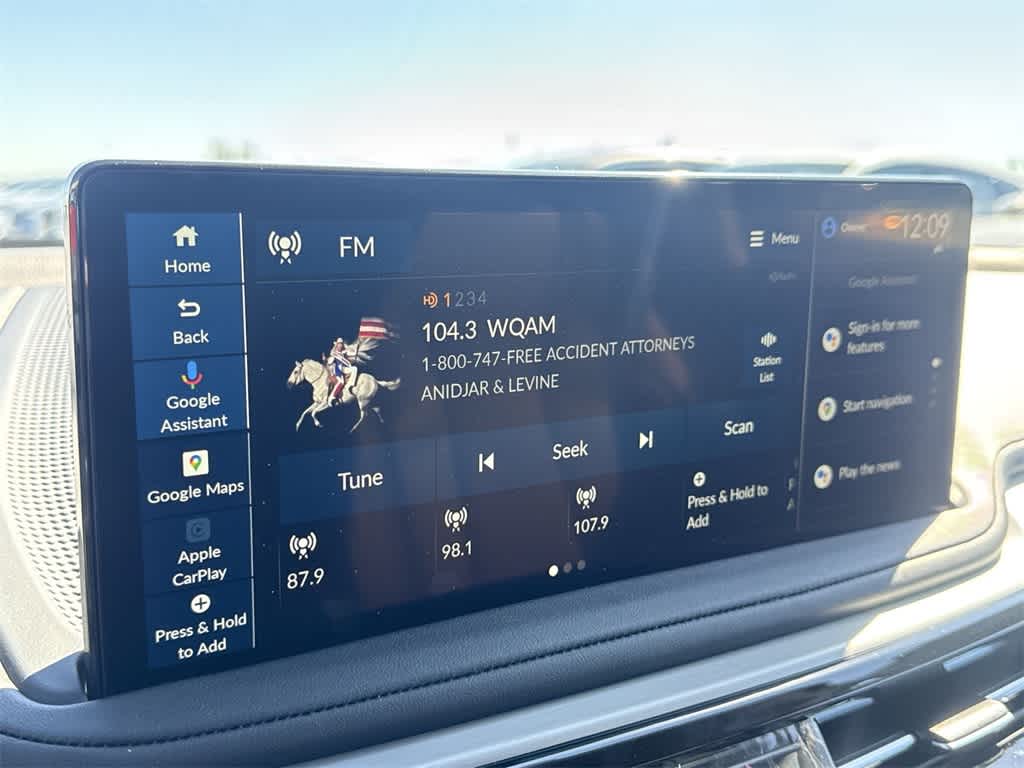 Home
Back
Google
Assistant
Google Maps
Apple
CarPlay
Press & Hold
to Add
FM
Menu
HD 1234
104.3 WQAM
1-800-747-FREE ACCIDENT ATTORNEYS
ANIDJAR & LEVINE
Station
List
Tune
Seek
Scan
87.9
98.1
107.9
Press & Hold to
Add
12:09
Google Assistant
Sign-in for more
features
Start navigation
Play the news